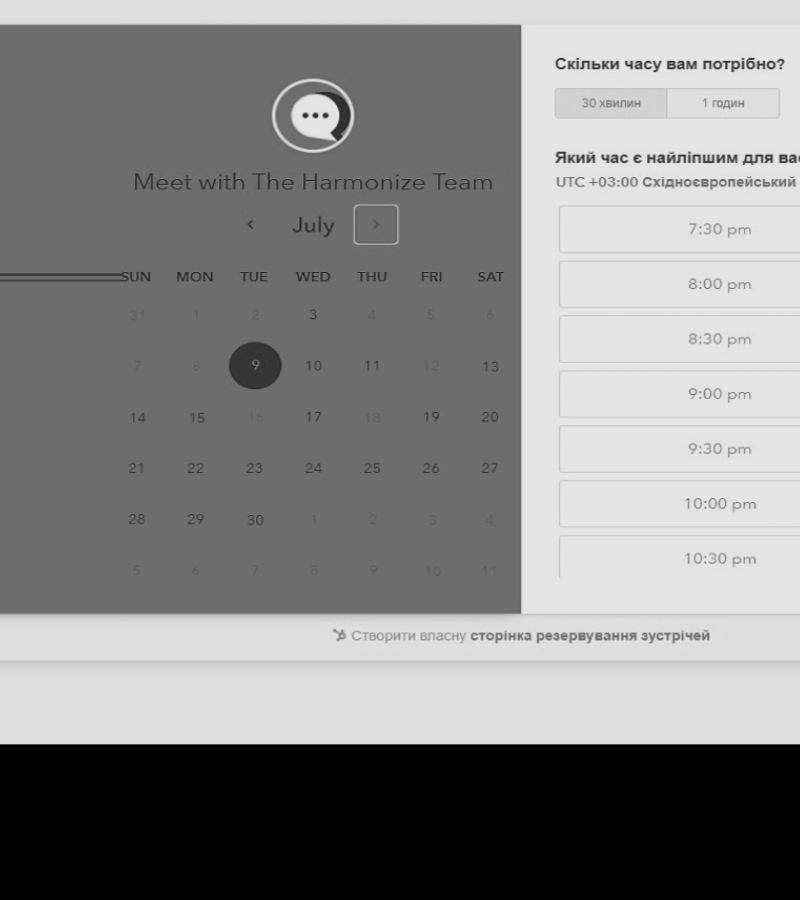 Meet with The Harmonize Team
July
SUN MON TUE WED THU FRI SAT
31 1 2 3 4 5 6
7 8 9 10 11 12 13
14 15 16 17 18 19 20
21 22 23 24 25 26 27
28 29 30 1 2 3 4
5 6 7 8 9 10 11
Скільки часу вам потрібно?
30 хвилин 1 годин
Який час є найліпшим для
UTC +03:00 Східноєвропейський
7:30 pm
8:00 pm
8:30 pm
9:00 pm
9:30 pm
10:00 pm
10:30 pm
Створити власну сторінка резервування зустрічей